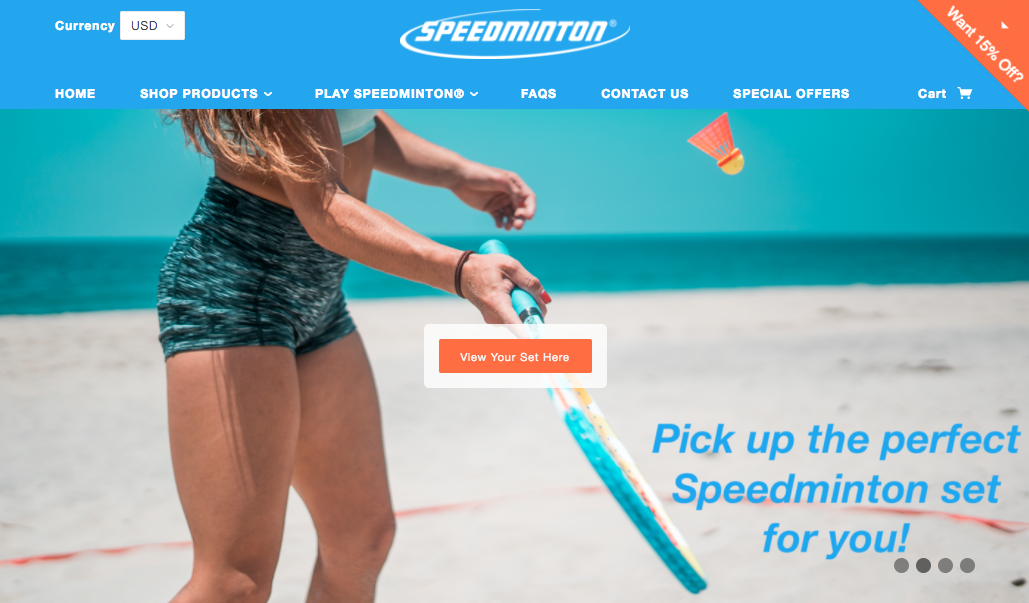 Currency USD
SPEEDMINTON®
Want 15% Off?
HOME SHOP PRODUCTS PLAY SPEEDMINTON® FAQS CONTACT US SPECIAL OFFERS Cart
View Your Set Here
Pick up the perfect
Speedminton set
for you!